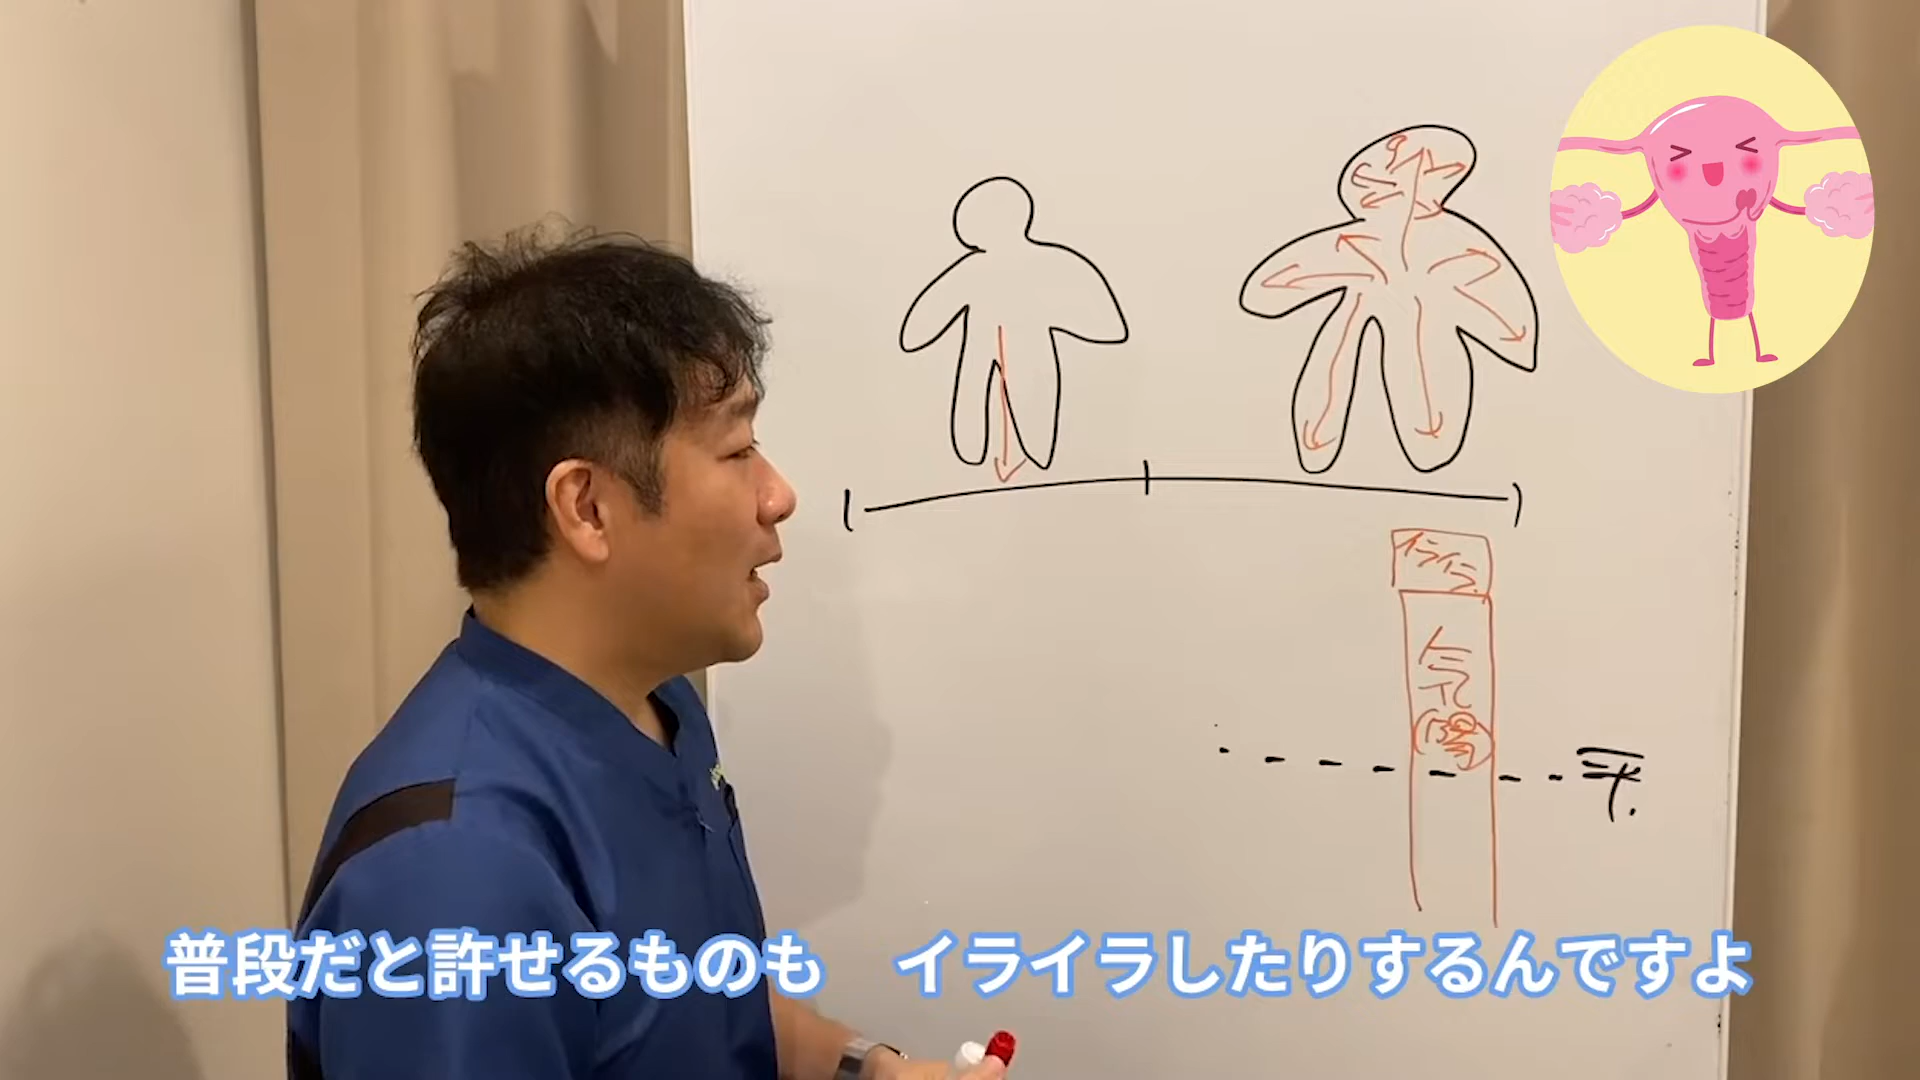 イライラ
気
陽
平.
普段だと許せるものも　イライラしたりするんですよ